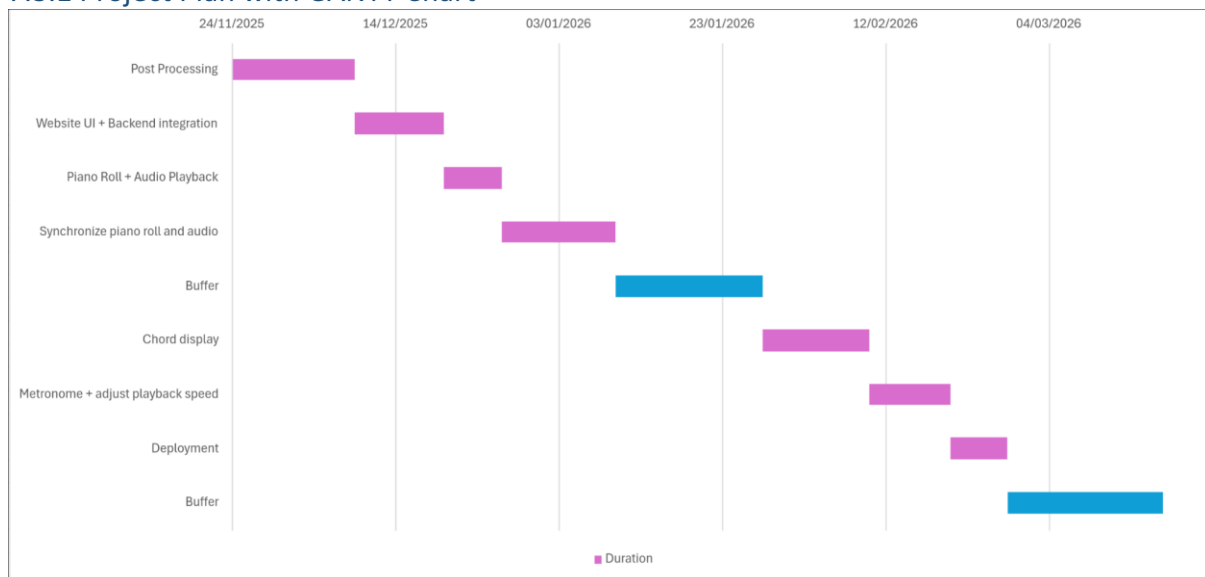 24/11/2025 14/12/2025 03/01/2026 23/01/2026 12/02/2026 04/03/2026
Post Processing
Website UI + Backend integration
Piano Roll + Audio Playback
Synchronize piano roll and audio
Buffer
Chord display
Metronome + adjust playback speed
Deployment
Buffer
Duration